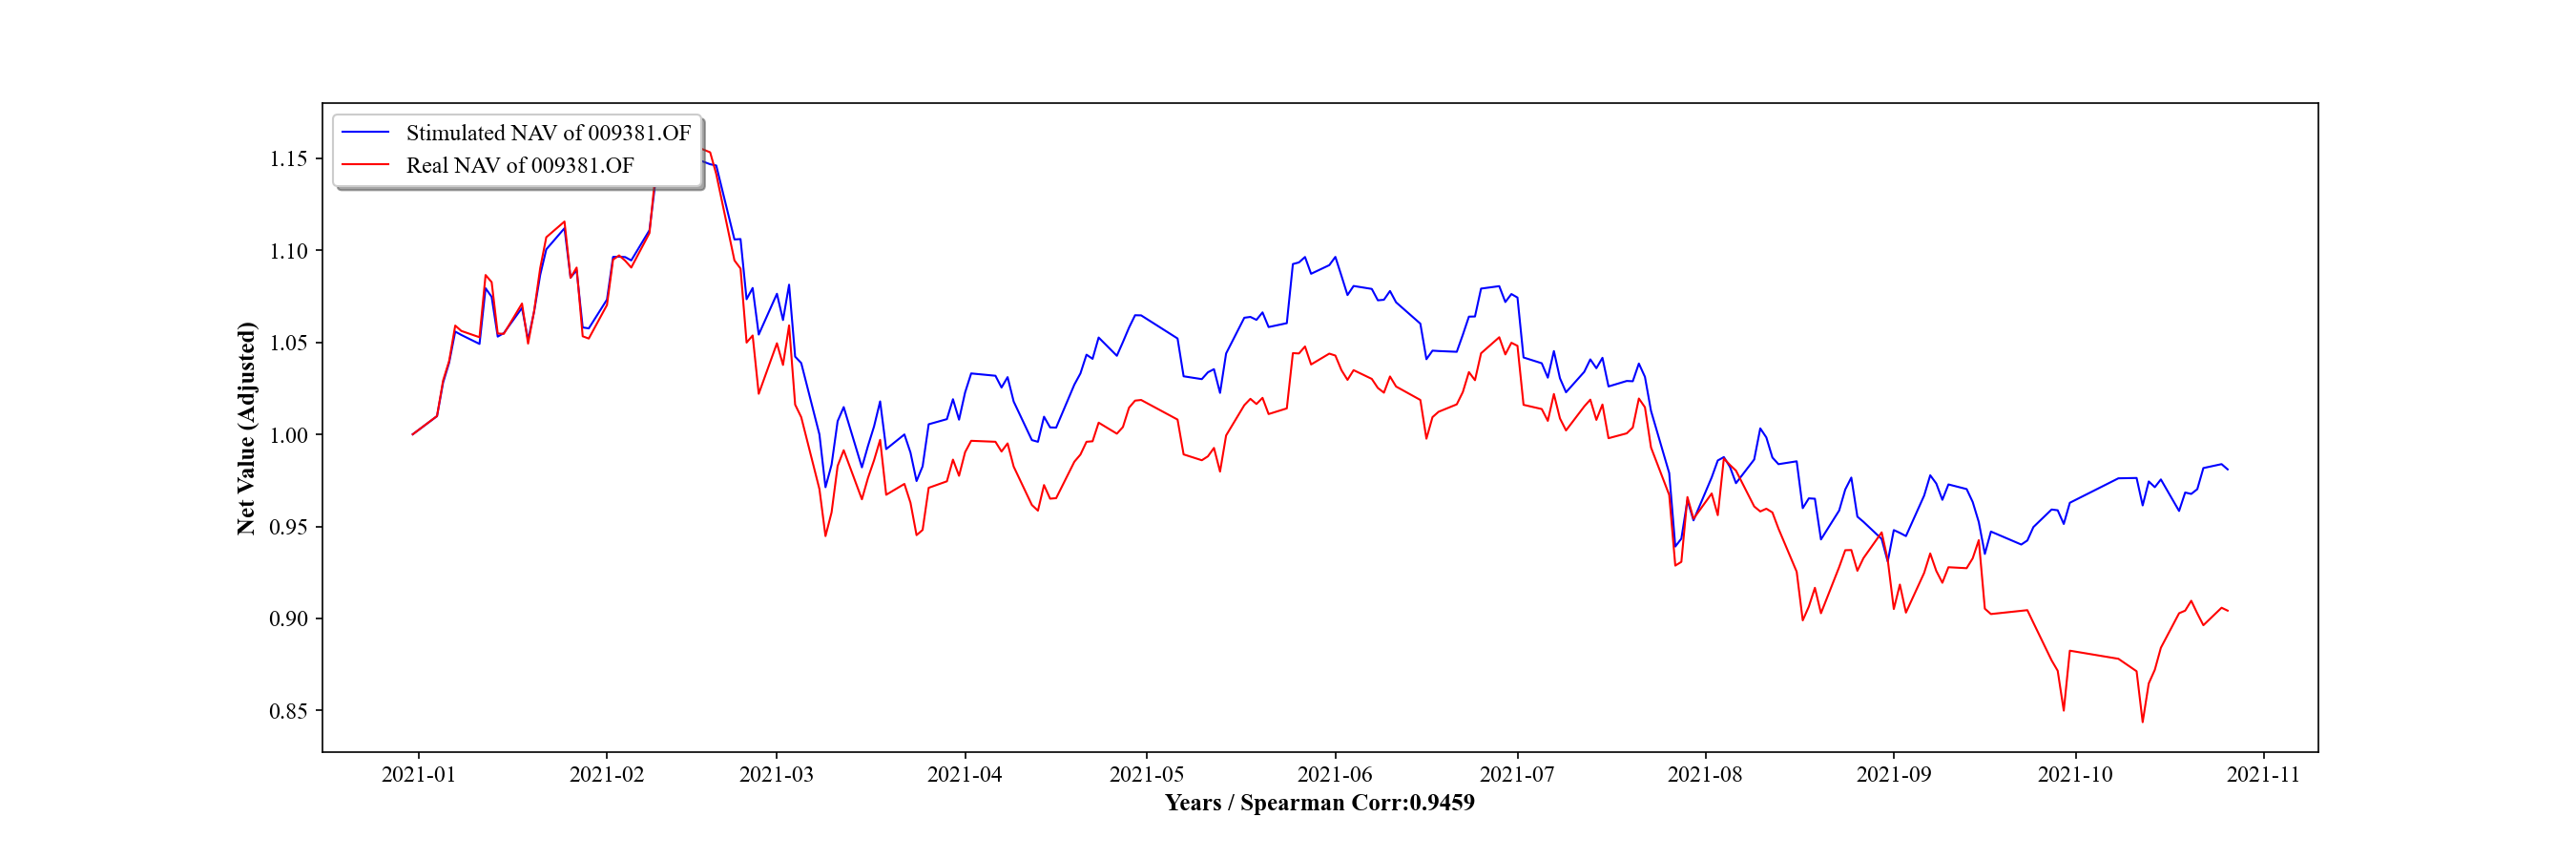 Stimulated NAV of 009381.OF
Real NAV of 009381.OF
1.15
1.10
1.05
1.00
0.95
0.90
0.85
Net Value (Adjusted)
2021-01 2021-02 2021-03 2021-04 2021-05 2021-06 2021-07 2021-08 2021-09 2021-10 2021-11
Years / Spearman Corr:0.9459